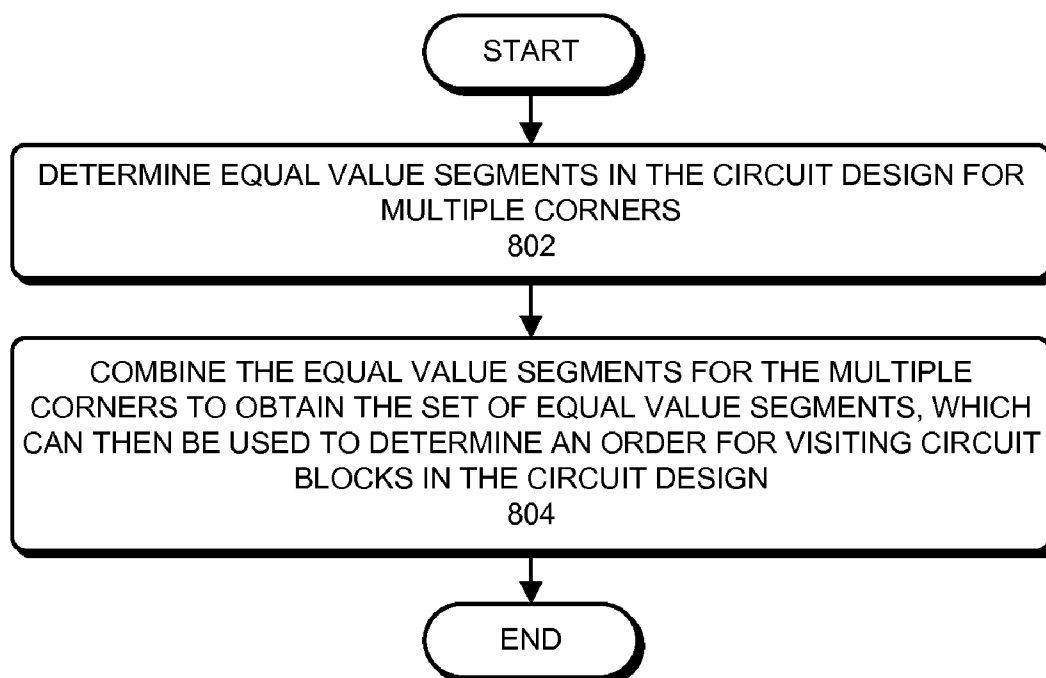 START
DETERMINE EQUAL VALUE SEGMENTS IN THE CIRCUIT DESIGN FOR
MULTIPLE CORNERS
802
COMBINE THE EQUAL VALUE SEGMENTS FOR THE MULTIPLE
CORNERS TO OBTAIN THE SET OF EQUAL VALUE SEGMENTS, WHICH
CAN THEN BE USED TO DETERMINE AN ORDER FOR VISITING CIRCUIT
BLOCKS IN THE CIRCUIT DESIGN
804
END